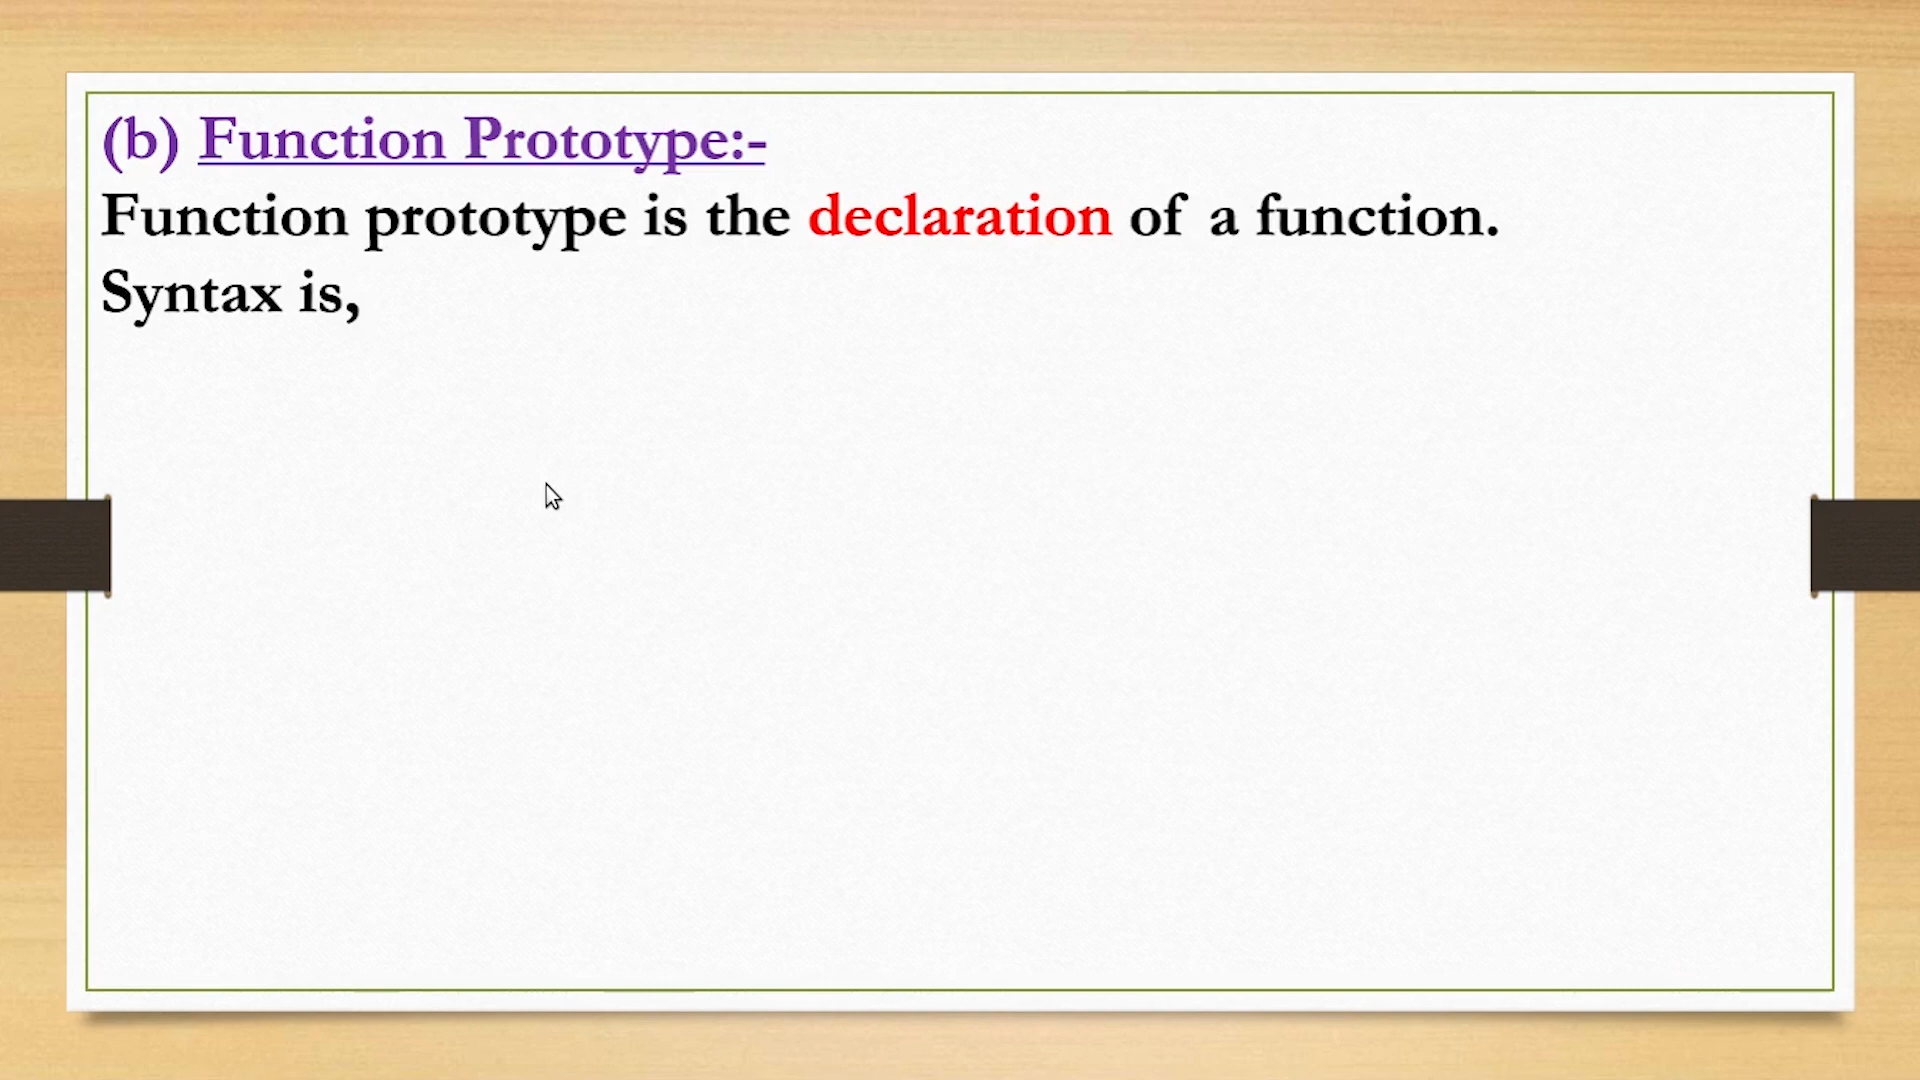 (b) Function Prototype:-
Function prototype is the declaration of a function.
Syntax is,